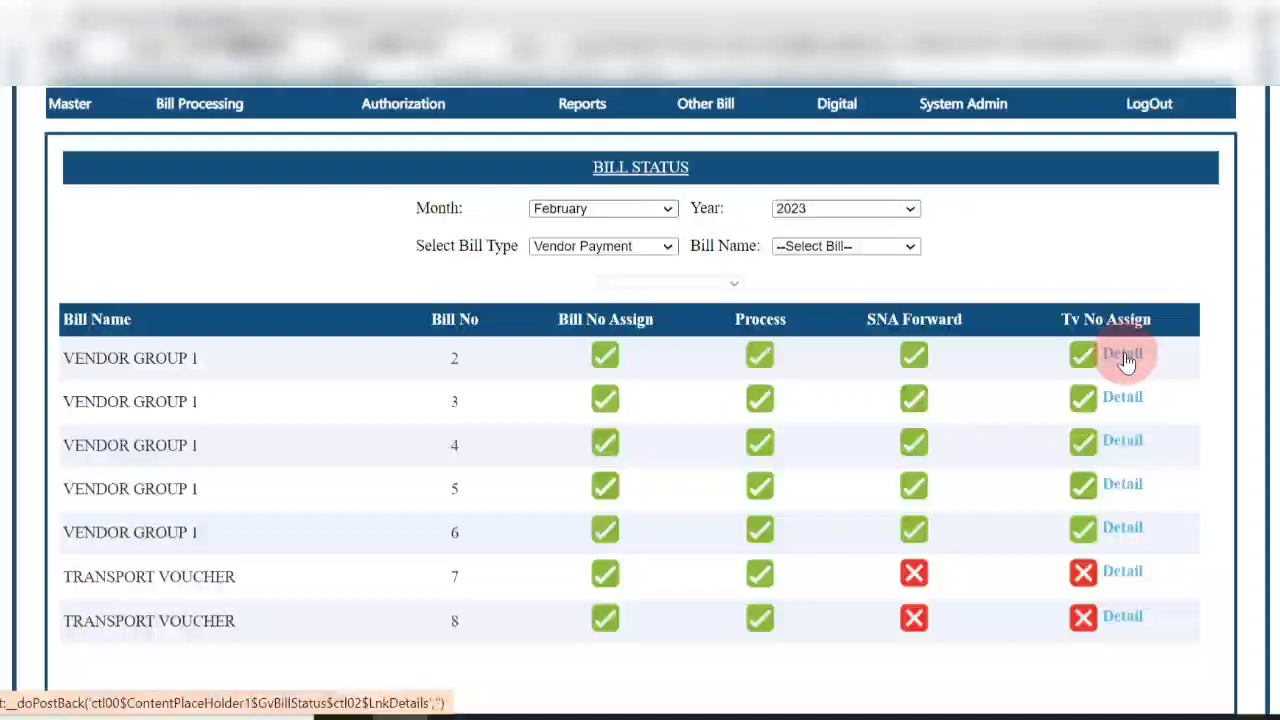 Master Bill Processing Authorization Reports Other Bill Digital System Admin LogOut
BILL STATUS
Month: February Year: 2023
Select Bill Type Vendor Payment Bill Name: --Select Bill--
Bill Name Bill No Bill No Assign Process SNA Forward Tv No Assign
VENDOR GROUP 1 2 Detail
VENDOR GROUP 1 3 Detail
VENDOR GROUP 1 4 Detail
VENDOR GROUP 1 5 Detail
VENDOR GROUP 1 6 Detail
TRANSPORT VOUCHER 7 Detail
TRANSPORT VOUCHER 8 Detail
t:__doPostBack('ctl00$ContentPlaceHolder1$GvBillStatus$ctl02$LnkDetails','')